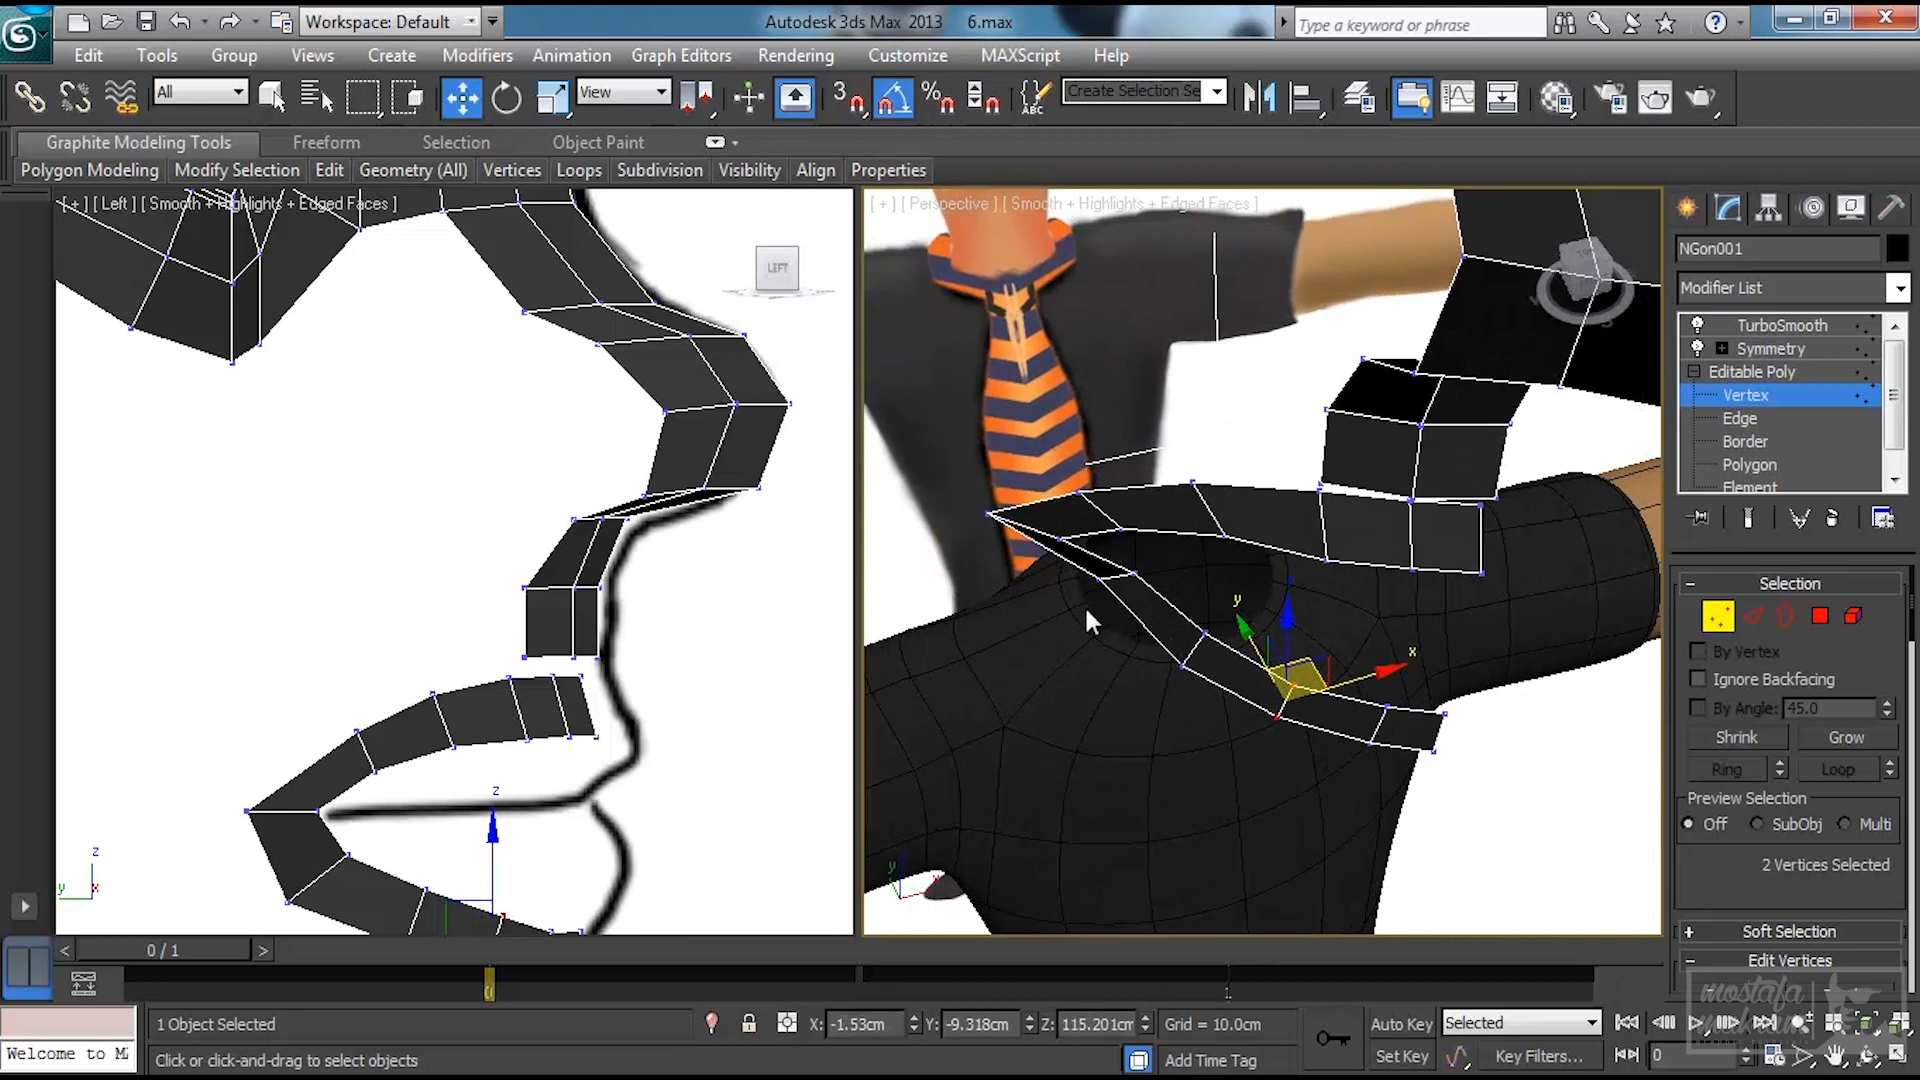 Workspace: Default
Autodesk 3ds Max 2013 6.max
Type a keyword or phrase
Edit Tools Group Views Create Modifiers Animation Graph Editors Rendering Customize MAXScript Help
All
View
3
%
ABC
Create Selection Se
Graphite Modeling Tools Freeform Selection Object Paint
Polygon Modeling Modify Selection Edit Geometry (All) Vertices Loops Subdivision Visibility Align Properties
[ + ] [ Left ] [ Smooth + Highlights + Edged Faces ]
[ + ] [ Perspective ] [ Smooth + Highlights + Edged Faces ]
LEFT
NGon001
Modifier List
TurboSmooth
Symmetry
Editable Poly
Vertex
Edge
Border
Polygon
Element
Selection
By Vertex
Ignore Backfacing
By Angle: 45.0
Shrink Grow
Ring Loop
Preview Selection
Off SubObj Multi
2 Vertices Selected
Soft Selection
Edit Vertices
y
x
z
z
y
x
y
0 / 1
0
1
1 Object Selected
X: -1.53cm Y: -9.318cm Z: 115.201cm Grid = 10.0cm
Auto Key Selected
Welcome to M
Click or click-and-drag to select objects
Add Time Tag
Set Key Key Filters...
0
mostafa